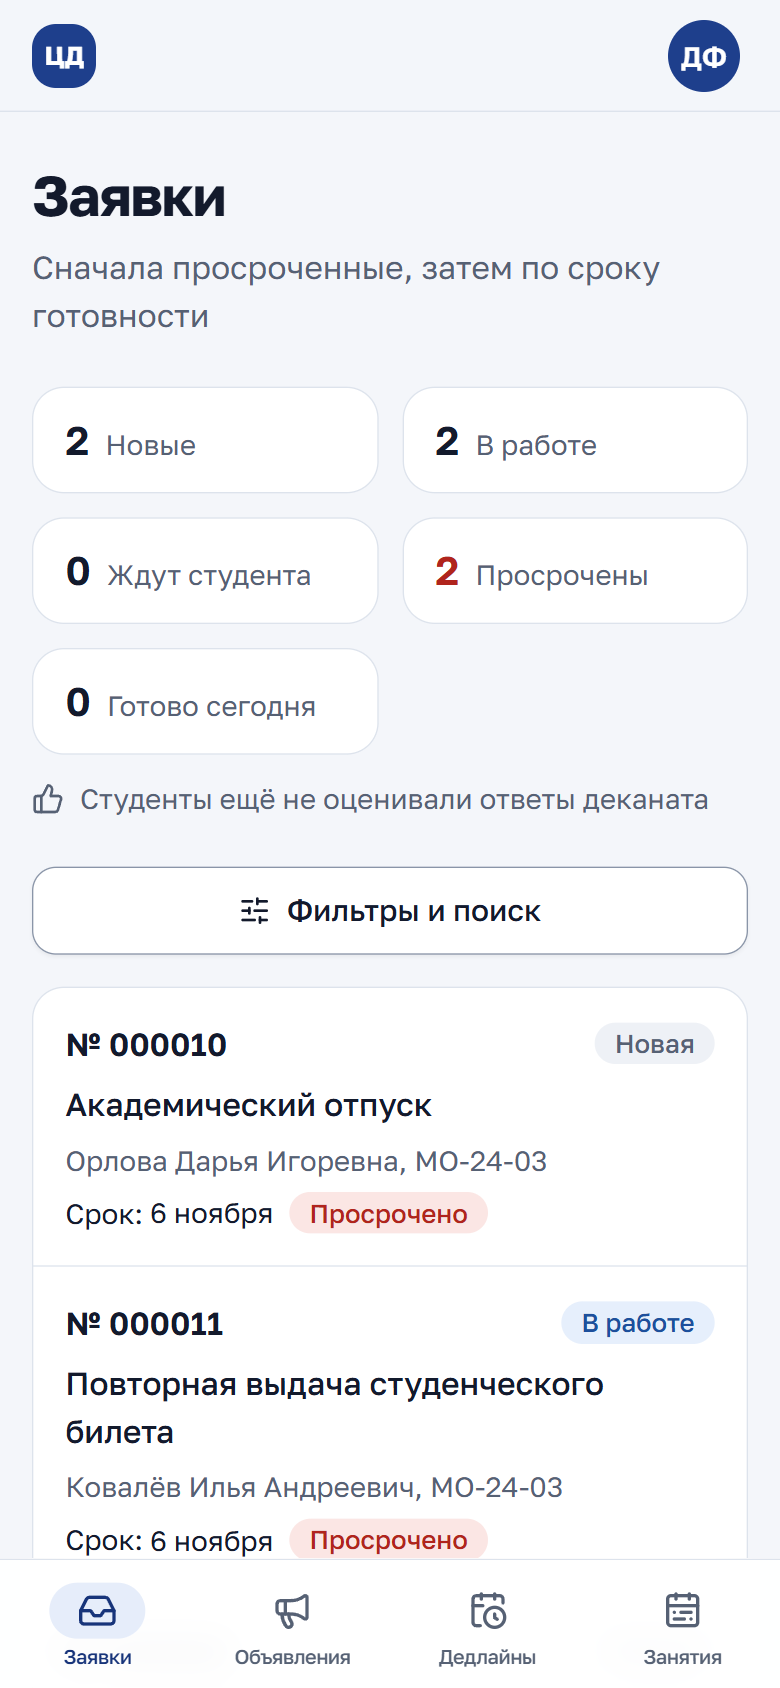 ЦД
ДФ
Заявки
Сначала просроченные, затем по сроку
готовности
2 Новые
2 В работе
0 Ждут студента
2 Просрочены
0 Готово сегодня
Студенты ещё не оценивали ответы деканата
Фильтры и поиск
№ 000010
Новая
Академический отпуск
Орлова Дарья Игоревна, МО-24-03
Срок: 6 ноября Просрочено
№ 000011
В работе
Повторная выдача студенческого
билета
Ковалёв Илья Андреевич, МО-24-03
Срок: 6 ноября Просрочено
Заявки
Объявления
Дедлайны
Занятия